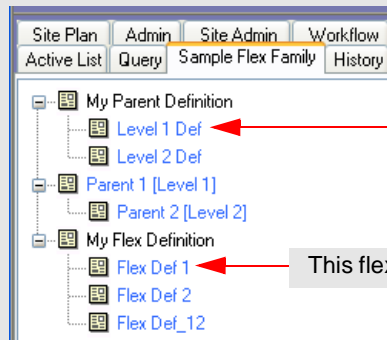 Site Plan Admin Site Admin Workflow
Active List Query Sample Flex Family History
My Parent Definition
Level 1 Def
Level 2 Def
Parent 1 [Level 1]
Parent 2 [Level 2]
My Flex Definition
Flex Def 1 This flex
Flex Def 2
Flex Def_12